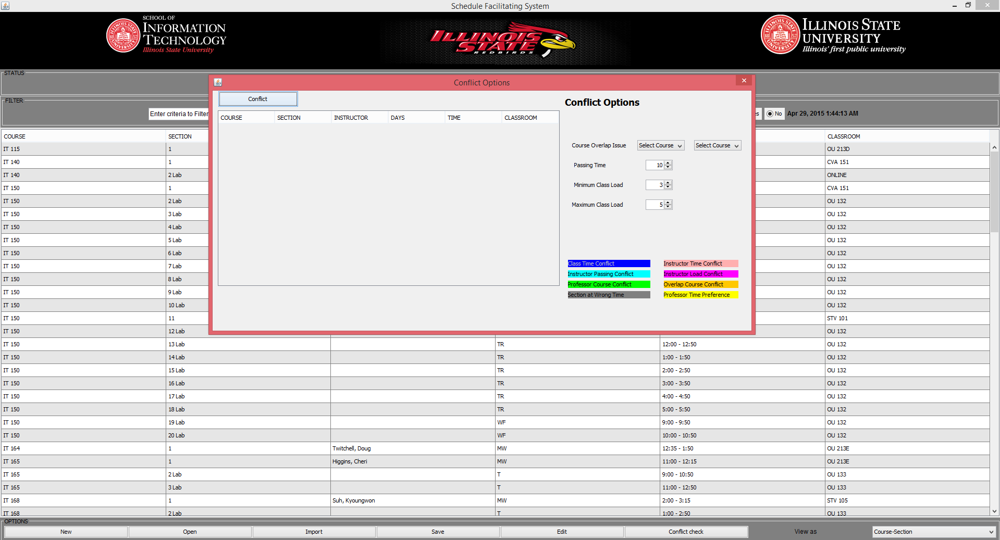 Schedule Facilitating System
SCHOOL OF
INFORMATION
TECHNOLOGY
Illinois State University
ILLINOIS
STATE
REDBIRDS
ILLINOIS STATE
UNIVERSITY
Illinois' first public university
STATUS
FILTER
Enter criteria to Filter
es No Apr 29, 2015 1:44:13 AM
Conflict Options
Conflict
COURSE SECTION INSTRUCTOR DAYS TIME CLASSROOM
Conflict Options
Course Overlap Issue Select Course Select Course
Passing Time 10
Minimum Class Load 3
Maximum Class Load 5
Class Time Conflict Instructor Time Conflict
Instructor Passing Conflict Instructor Load Conflict
Professor Course Conflict Overlap Course Conflict
Section at Wrong Time Professor Time Preference
COURSE SECTION CLASSROOM
IT 115 1 OU 213D
IT 140 1 CVA 151
IT 140 2 Lab ONLINE
IT 150 1 CVA 151
IT 150 2 Lab OU 132
IT 150 3 Lab OU 132
IT 150 4 Lab OU 132
IT 150 5 Lab OU 132
IT 150 6 Lab OU 132
IT 150 7 Lab OU 132
IT 150 8 Lab OU 132
IT 150 9 Lab OU 132
IT 150 10 Lab OU 132
IT 150 11 STV 101
IT 150 12 Lab OU 132
IT 150 13 Lab TR 12:00 - 12:50 OU 132
IT 150 14 Lab TR 1:00 - 1:50 OU 132
IT 150 15 Lab TR 2:00 - 2:50 OU 132
IT 150 16 Lab TR 3:00 - 3:50 OU 132
IT 150 17 Lab TR 4:00 - 4:50 OU 132
IT 150 18 Lab TR 5:00 - 5:50 OU 132
IT 150 19 Lab WF 9:00 - 9:50 OU 132
IT 150 20 Lab WF 10:00 - 10:50 OU 132
IT 164 1 Twitchell, Doug MW 12:35 - 1:50 OU 213E
IT 165 1 Higgins, Cheri MW 11:00 - 12:15 OU 213E
IT 165 2 Lab T 9:00 - 10:50 OU 133
IT 165 3 Lab T 11:00 - 12:50 OU 133
IT 168 1 Suh, Kyoungwon MW 2:00 - 3:15 STV 105
IT 168 2 Lab T 1:00 - 2:50 OU 133
OPTIONS
New Open Import Save Edit Conflict check View as Course-Section